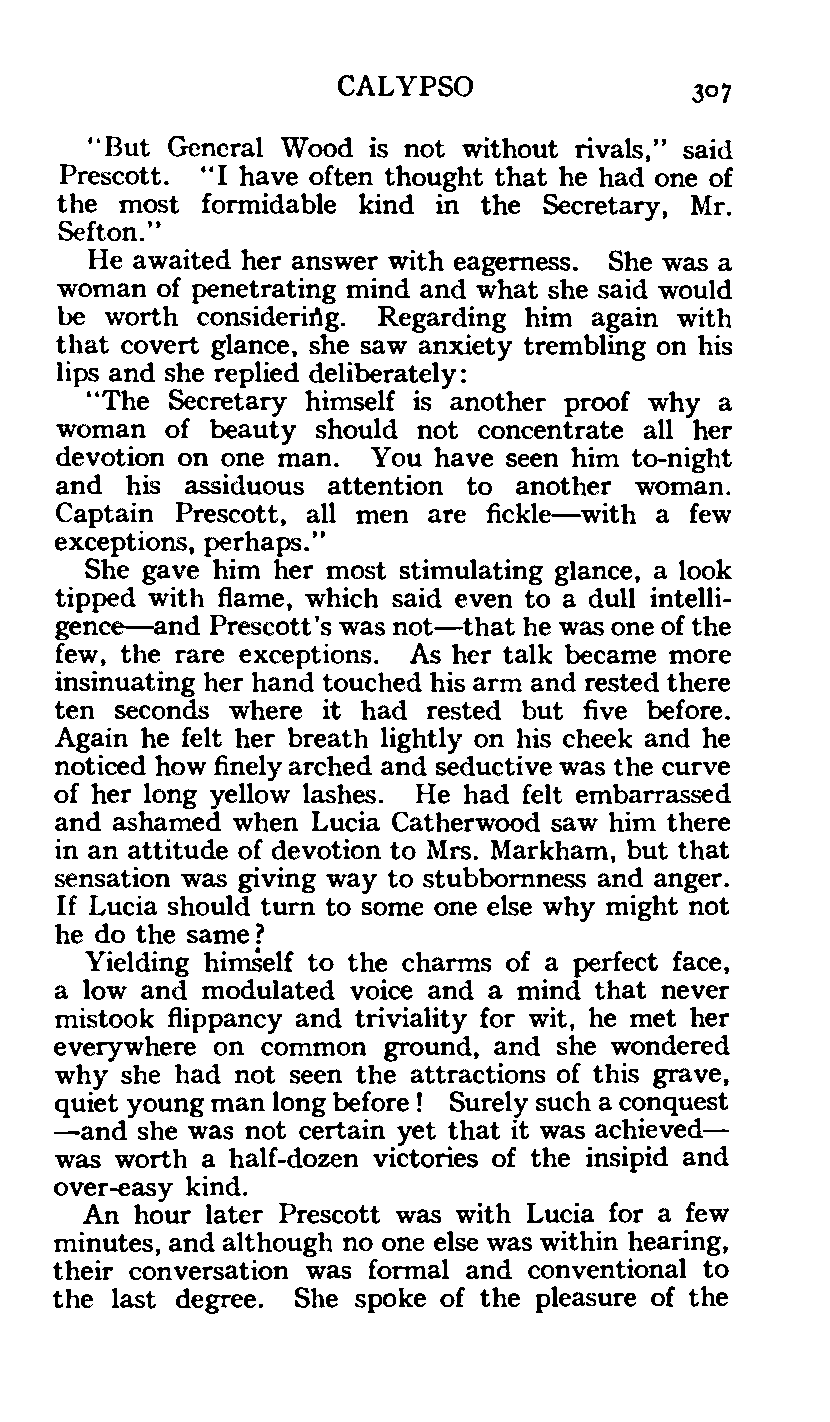 CALYPSO 307
"But General Wood is not without rivals," said
Prescott. "I have often thought that he had one of
the most formidable kind in the Secretary, Mr.
Sefton."
He awaited her answer with eagerness. She was a
woman of penetrating mind and what she said would
be worth considering. Regarding him again with
that covert glance, she saw anxiety trembling on his
lips and she replied deliberately:
"The Secretary himself is another proof why a
woman of beauty should not concentrate all her
devotion on one man. You have seen him to-night
and his assiduous attention to another woman.
Captain Prescott, all men are fickle—with a few
exceptions, perhaps."
She gave him her most stimulating glance, a look
tipped with flame, which said even to a dull intelli-
gence—and Prescott's was not—that he was one of the
few, the rare exceptions. As her talk became more
insinuating her hand touched his arm and rested there
ten seconds where it had rested but five before.
Again he felt her breath lightly on his cheek and he
noticed how finely arched and seductive was the curve
of her long yellow lashes. He had felt embarrassed
and ashamed when Lucia Catherwood saw him there
in an attitude of devotion to Mrs. Markham, but that
sensation was giving way to stubbornness and anger.
If Lucia should turn to some one else why might not
he do the same?
Yielding himself to the charms of a perfect face,
a low and modulated voice and a mind that never
mistook flippancy and triviality for wit, he met her
everywhere on common ground, and she wondered
why she had not seen the attractions of this grave,
quiet young man long before! Surely such a conquest
—and she was not certain yet that it was achieved—
was worth a half-dozen victories of the insipid and
over-easy kind.
An hour later Prescott was with Lucia for a few
minutes, and although no one else was within hearing,
their conversation was formal and conventional to
the last degree. She spoke of the pleasure of the